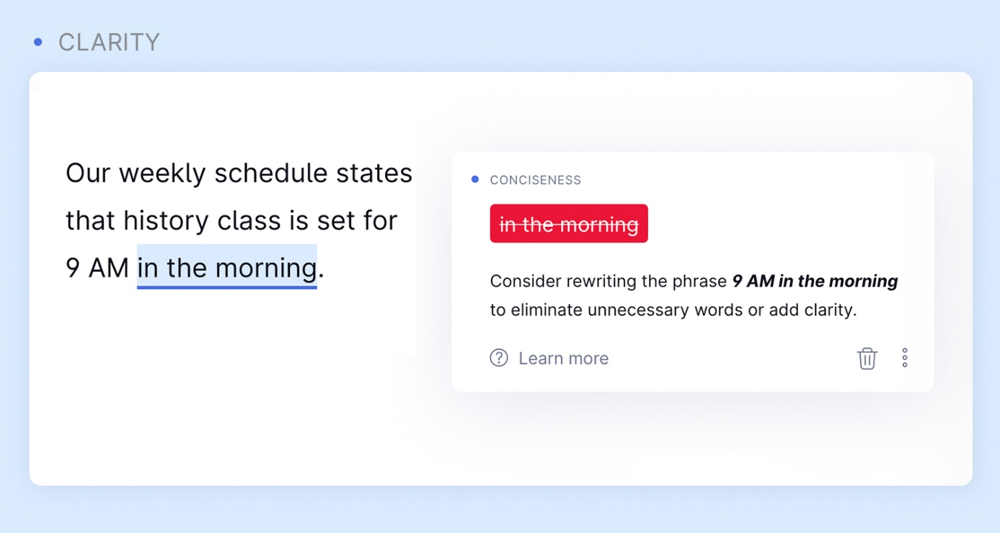 CLARITY
Our weekly schedule states
that history class is set for
9 AM in the morning.
CONCISENESS
in the morning
Consider rewriting the phrase 9 AM in the morning
to eliminate unnecessary words or add clarity.
Learn more